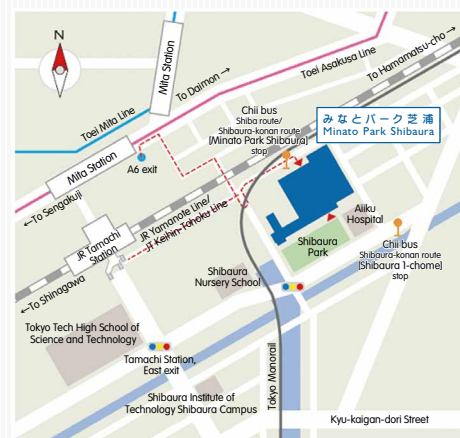 N
Mita Station
To Daimon →
Toei Asakusa Line
To Hamamatsu-cho →
Toei Mita Line
Chii bus
Shiba route/
Shibaura-konan route
[Minato Park Shibaura]
stop
みなとパーク芝浦
Minato Park Shibaura
Mita Station
A6 exit
←To Sengakuji
JR Yamanote Line/
JT Keihin-Tohoku Line
JR Tamachi
Station
←To Shinagawa
Aiiku
Hospital
Shibaura
Park
Chii bus
Shibaura-konan route
[Shibaura 1-chome]
stop
Shibaura
Nursery School
Tokyo Tech High School of
Science and Technology
Tamachi Station,
East exit
Shibaura Institute of
Technology Shibaura Campus
Tokyo Monorail
Kyu-kaigan-dori Street